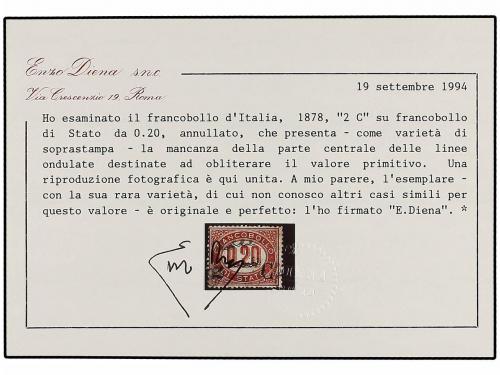 Enzo Diena s.n.c.
Via Crescenzio 19, Roma
19 settembre 1994
Ho esaminato il francobollo d'Italia, 1878, "2 C" su francobollo
di Stato da 0.20, annullato, che presenta - come varietà di
soprastampa - la mancanza della parte centrale delle linee
ondulate destinate ad obliterare il valore primitivo. Una
riproduzione fotografica è qui unita. A mio parere, l'esemplare -
con la sua rara varietà, di cui non conosco altri casi simili per
questo valore - è originale e perfetto: l'ho firmato "E.Diena". *
FRANCOBOLLO
0,20